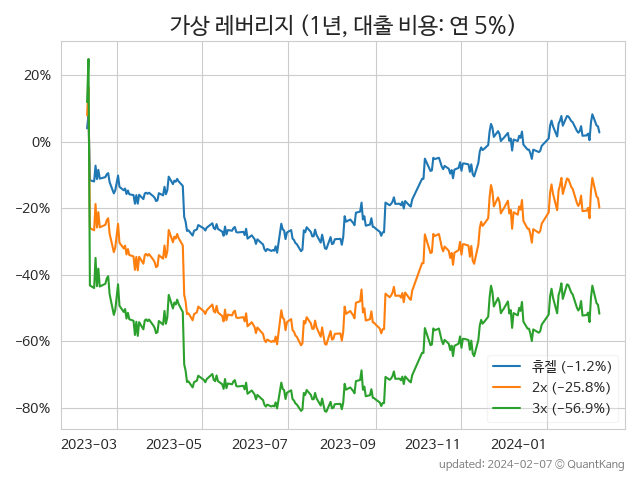 가상 레버리지 (1년, 대출 비용: 연 5%)
20%
0%
−20%
−40%
−60%
−80%
휴젤 (−1.2%)
2x (−25.8%)
3x (−56.9%)
2023−03 2023−05 2023−07 2023−09 2023−11 2024−01
updated: 2024−02−07 © QuantKang